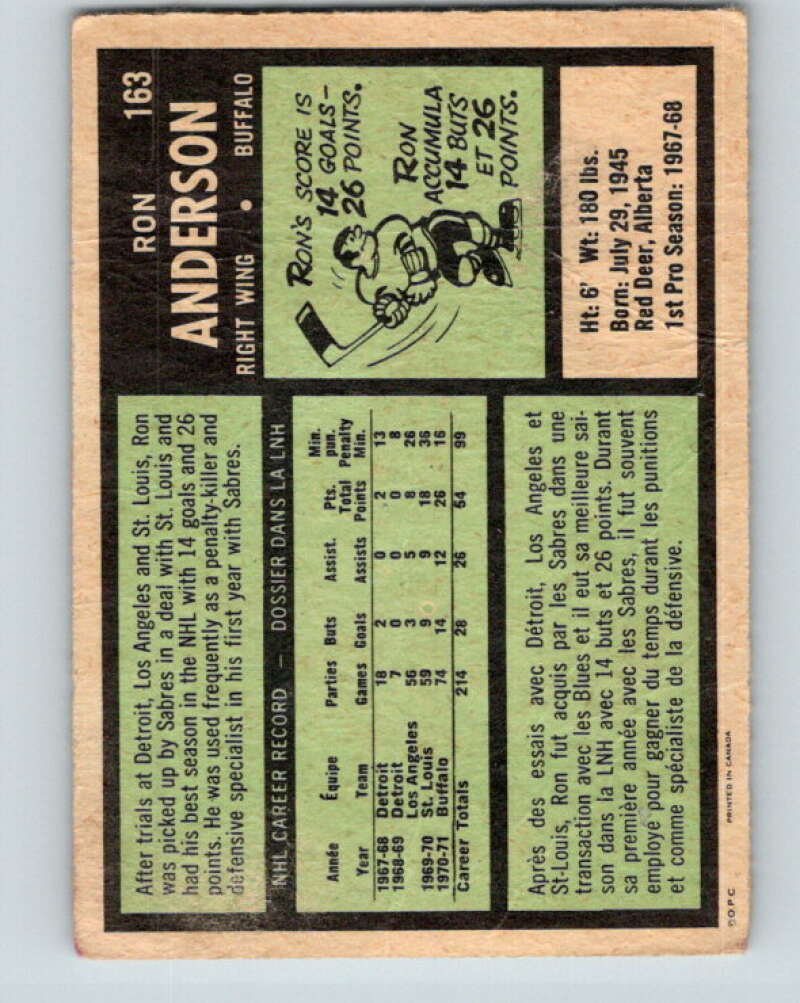 RON 163
ANDERSON
RIGHT WING • BUFFALO
After trials at Detroit, Los Angeles and St. Louis, Ron
was picked up by Sabres in a deal with St. Louis and
had his best season in the NHL with 14 goals and 26
points. He was used frequently as a penalty-killer and
defensive specialist in his first year with Sabres.
RON'S SCORE IS
14 GOALS -
26 POINTS.
RON
ACCUMULA
14 BUTS
ET 26
POINTS.
NHL CAREER RECORD – DOSSIER DANS LA LNH
Année Équipe Parties Buts Assist. Pts. Total Min. pun.
Year Team Games Goals Assists Points Penalty Min.
1967-68 Detroit 18 2 0 2 13
1968-69 Detroit 7 0 0 0 8
Los Angeles 56 3 5 8 26
1969-70 St. Louis 59 9 9 18 36
1970-71 Buffalo 74 14 12 26 16
Career Totals 214 28 26 54 99
Ht: 6' Wt: 180 lbs.
Born: July 29, 1945
Red Deer, Alberta
1st Pro Season: 1967-68
Après des essais avec Détroit, Los Angeles et
St-Louis, Ron fut acquis par les Sabres dans une
transaction avec les Blues et il eut sa meilleure sai-
son dans la LNH avec 14 buts et 26 points. Durant
sa première année avec les Sabres, il fut souvent
employé pour gagner du temps durant les punitions
et comme spécialiste de la défensive.
©O.P.C. PRINTED IN CANADA